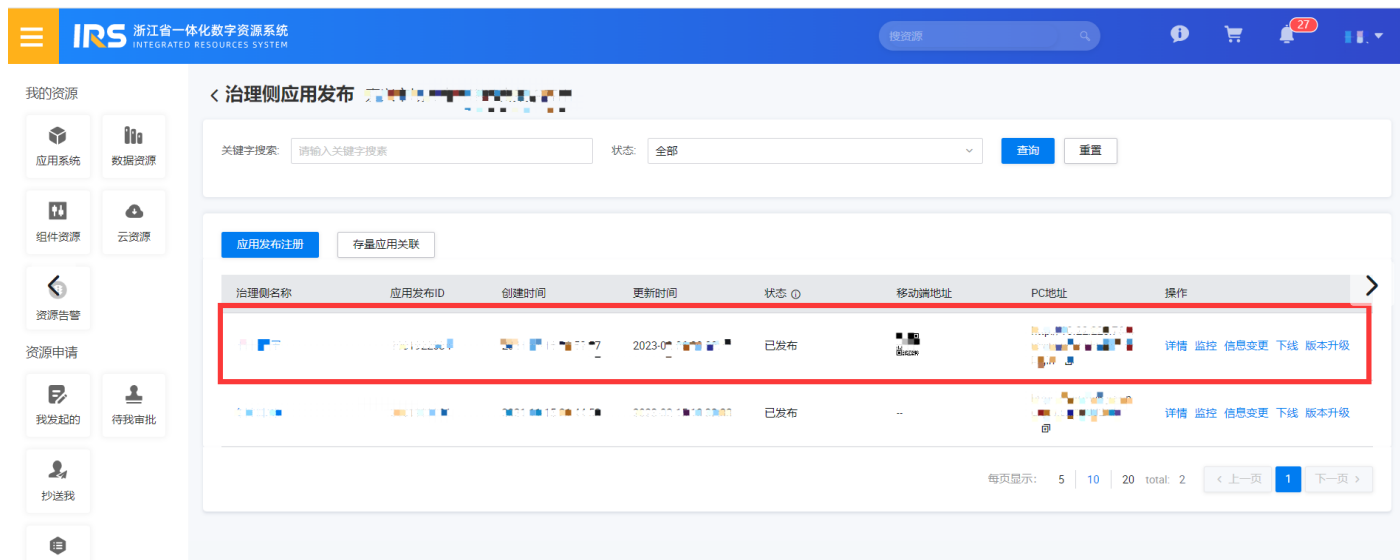 IRS 浙江省一体化数字资源系统
INTEGRATED RESOURCES SYSTEM
搜资源
27
我的资源
应用系统 数据资源
组件资源 云资源
资源告警
资源申请
我发起的 待我审批
抄送我
治理侧应用发布
关键字搜索: 请输入关键字搜素 状态: 全部 查询 重置
应用发布注册 存量应用关联
治理侧名称 应用发布ID 创建时间 更新时间 状态 移动端地址 PC地址 操作
2023-0 已发布 详情 监控 信息变更 下线 版本升级
已发布 -- 详情 监控 信息变更 下线 版本升级
每页显示: 5 10 20 total: 2 上一页 1 下一页